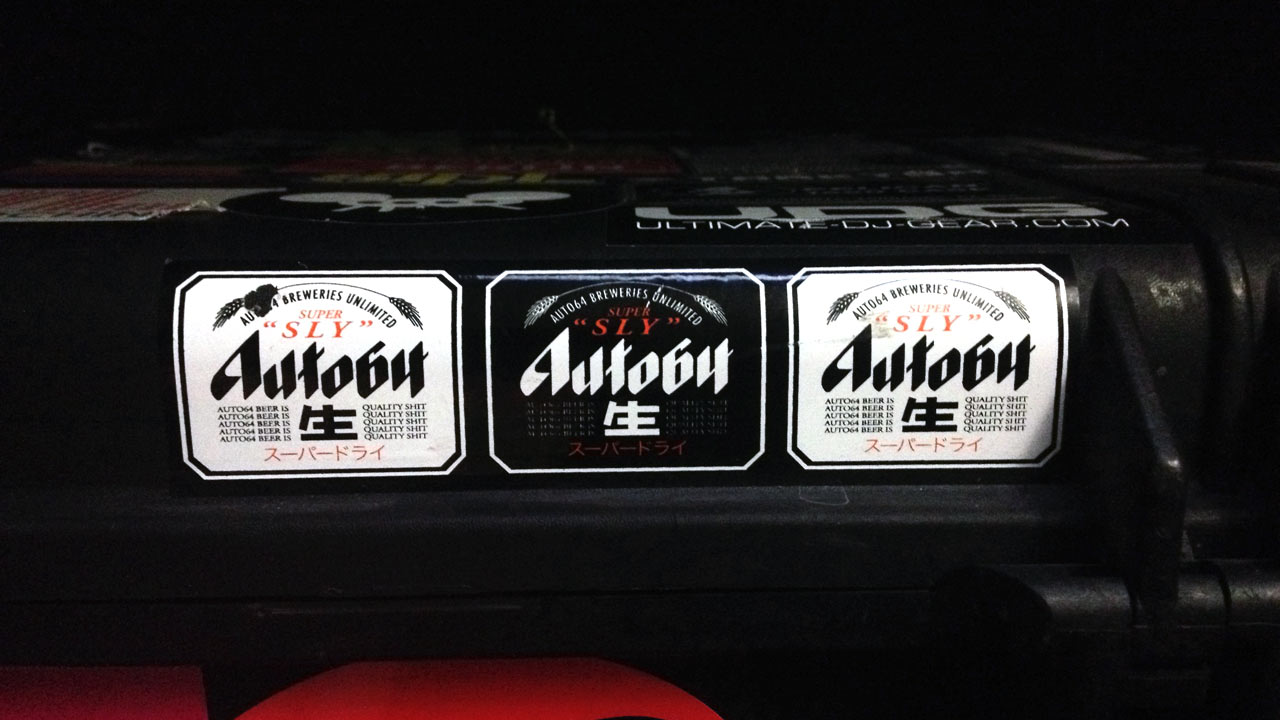 UDG
ULTIMATE-DJ-GEAR.COM
BREWERIES UNLIMITED
SUPER
"SLY"
Auto64
AUTO64 BEER IS 生 QUALITY SHIT
AUTO64 BEER IS QUALITY SHIT
AUTO64 BEER IS QUALITY SHIT
AUTO64 BEER IS QUALITY SHIT
AUTO64 BEER IS QUALITY SHIT
スーパードライ
AUTO64 BREWERIES UNLIMITED
SUPER
"SLY"
Auto64
生
スーパードライ
AUTO64 BREWERIES UNLIMITED
SUPER
"SLY"
Auto64
AUTO64 BEER IS 生 QUALITY SHIT
AUTO64 BEER IS QUALITY SHIT
AUTO64 BEER IS QUALITY SHIT
AUTO64 BEER IS QUALITY SHIT
AUTO64 BEER IS QUALITY SHIT
スーパードライ